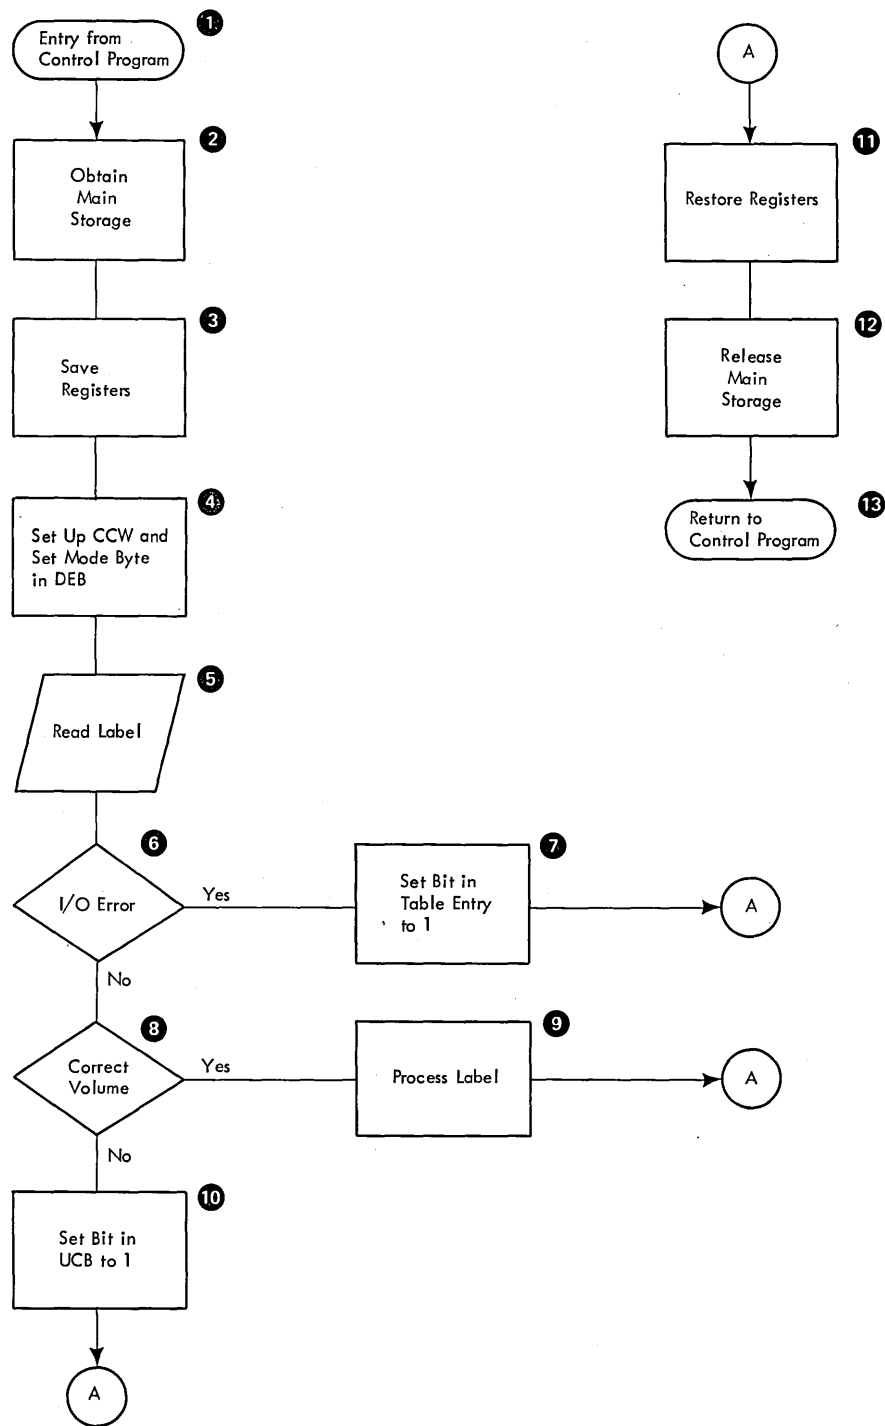 1
Entry from
Control Program
2
Obtain
Main
Storage
3
Save
Registers
4
Set Up CCW and
Set Mode Byte
in DEB
5
Read Label
6
I/O Error
Yes
No
7
Set Bit in
Table Entry
to 1
A
8
Correct
Volume
Yes
No
9
Process Label
A
10
Set Bit in
UCB to 1
A
A
11
Restore Registers
12
Release
Main
Storage
13
Return to
Control Program